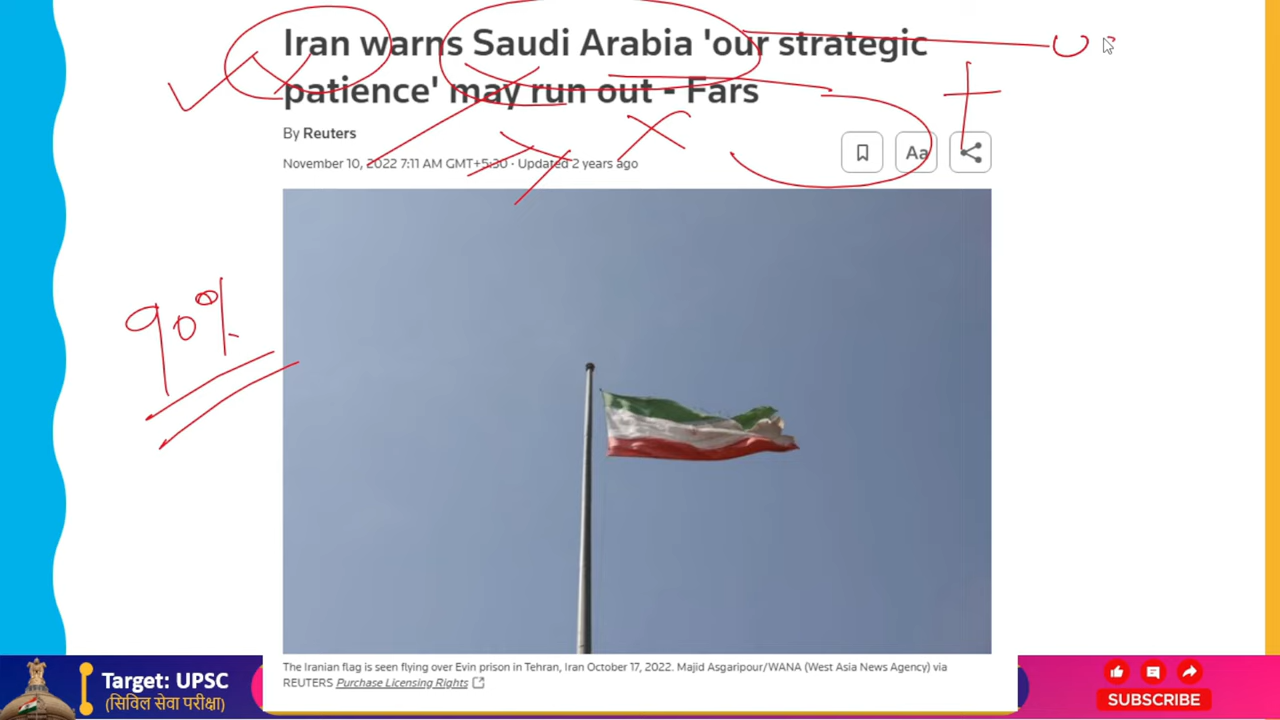 Iran warns Saudi Arabia 'our strategic
patience' may run out - Fars
By Reuters
November 10, 2022 7:11 AM GMT+5:30 · Updated 2 years ago
Aa
90%
The Iranian flag is seen flying over Evin prison in Tehran, Iran October 17, 2022. Majid Asgaripour/WANA (West Asia News Agency) via
REUTERS Purchase Licensing Rights
Target: UPSC
(सिविल सेवा परीक्षा)
SUBSCRIBE